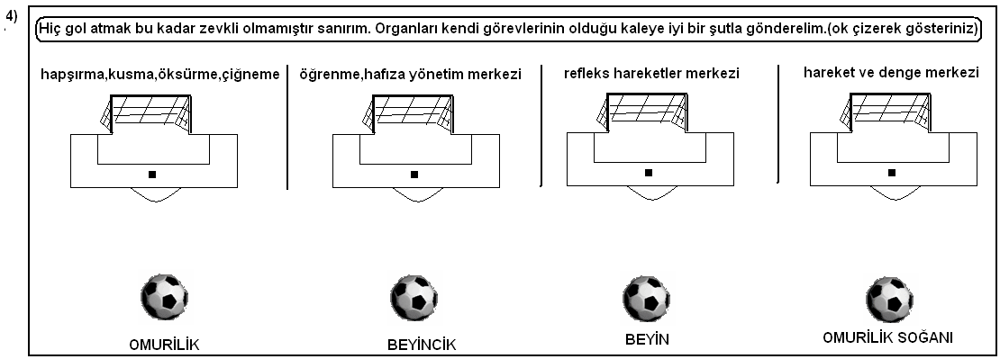 4)
Hiç gol atmak bu kadar zevkli olmamıştır sanırım. Organları kendi görevlerinin olduğu kaleye iyi bir şutla gönderelim.(ok çizerek gösteriniz)
hapşırma,kusma,öksürme,çiğneme
öğrenme,hafıza yönetim merkezi
refleks hareketler merkezi
hareket ve denge merkezi
OMURİLİK
BEYİNCİK
BEYİN
OMURİLİK SOĞANI